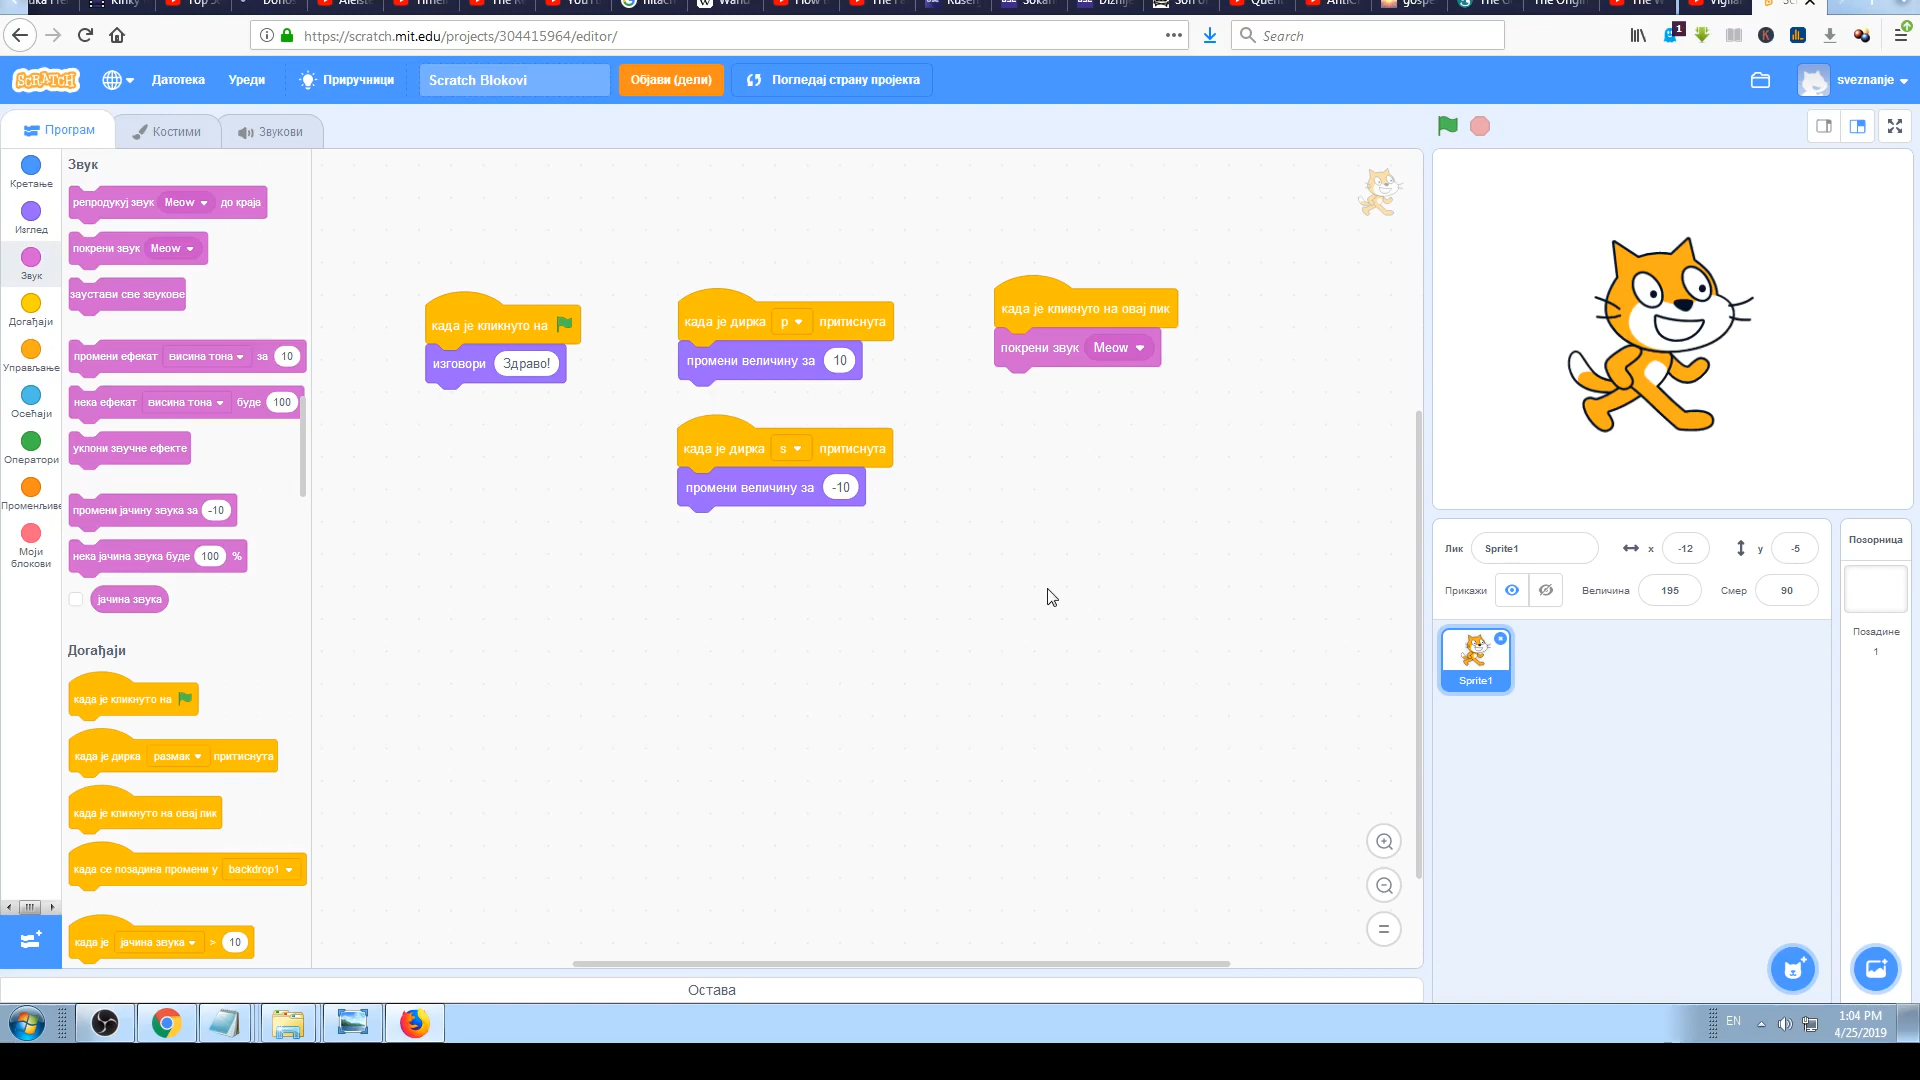 https://scratch.mit.edu/projects/304415964/editor/
Search
1
SCRATCH
Датотека
Уреди
Приручници
Scratch Blokovi
Објави (дели)
Погледај страну пројекта
sveznanje
Програм
Костими
Звукови
Кретање
Изглед
Звук
Догађаји
Управљање
Осећаји
Оператори
Променљиве
Моји
блокови
Звук
репродукуј звук Meow до краја
покрени звук Meow
заустави све звукове
промени ефекат висина тона за 10
нека ефекат висина тона буде 100
уклони звучне ефекте
промени јачину звука за -10
нека јачина звука буде 100 %
јачина звука
Догађаји
када је кликнуто на
када је дирка размак притиснута
када је кликнуто на овај лик
када се позадина промени у backdrop1
када је јачина звука > 10
када је кликнуто на
изговори Здраво!
када је дирка p притиснута
промени величину за 10
када је дирка s притиснута
промени величину за -10
када је кликнуто на овај лик
покрени звук Meow
Остава
Лик Sprite1 x -12 y -5
Прикажи Величина 195 Смер 90
Sprite1
Позорница
Позадине
1
EN
1:04 PM
4/25/2019